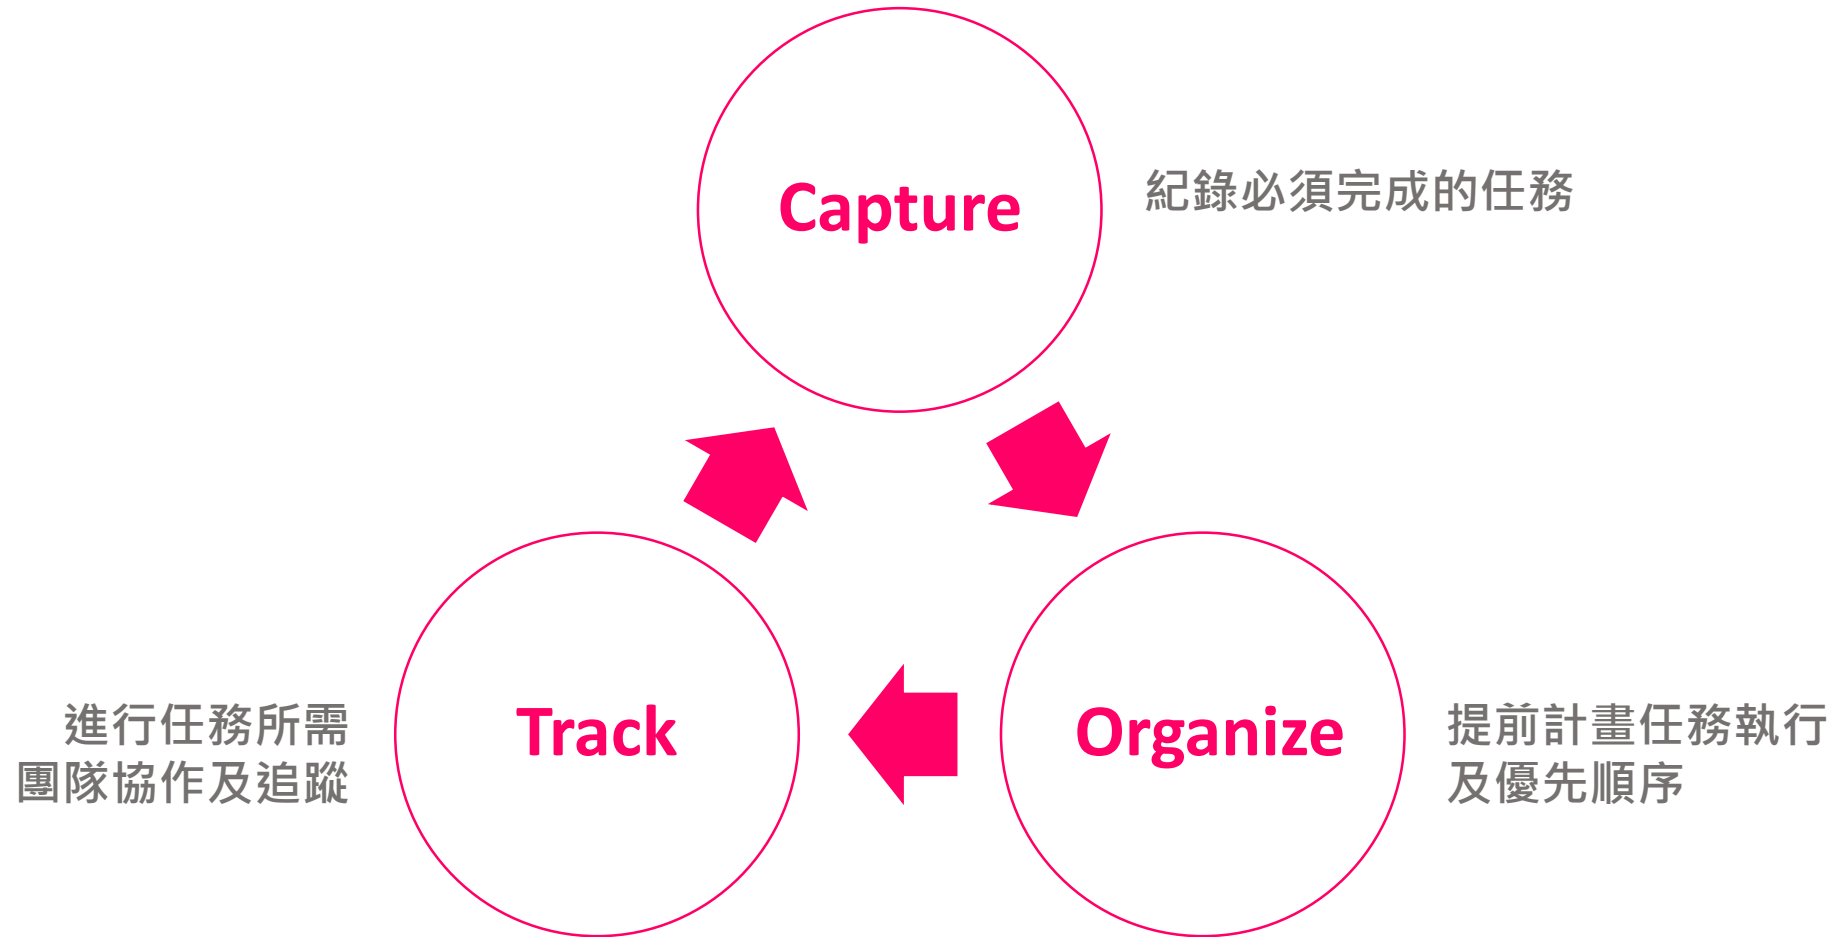 Capture
紀錄必須完成的任務
Organize
提前計畫任務執行
及優先順序
Track
進行任務所需
團隊協作及追蹤